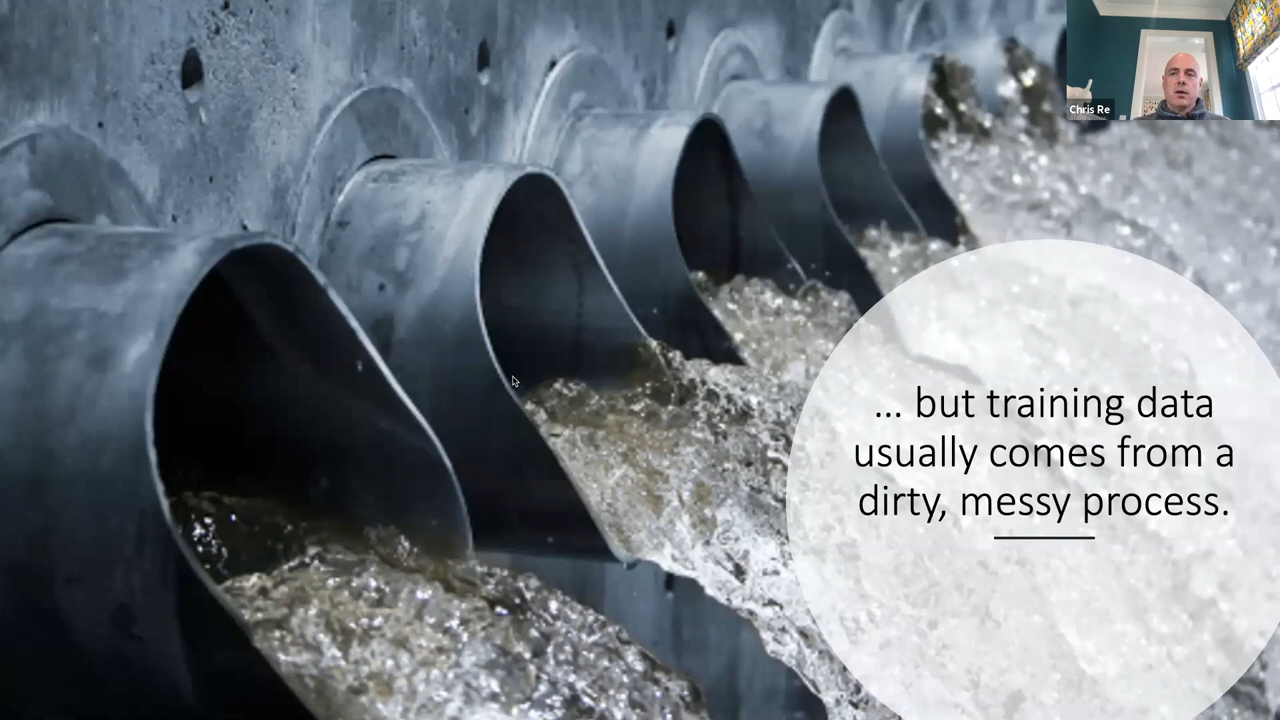 Chris Re
... but training data
usually comes from a
dirty, messy process.